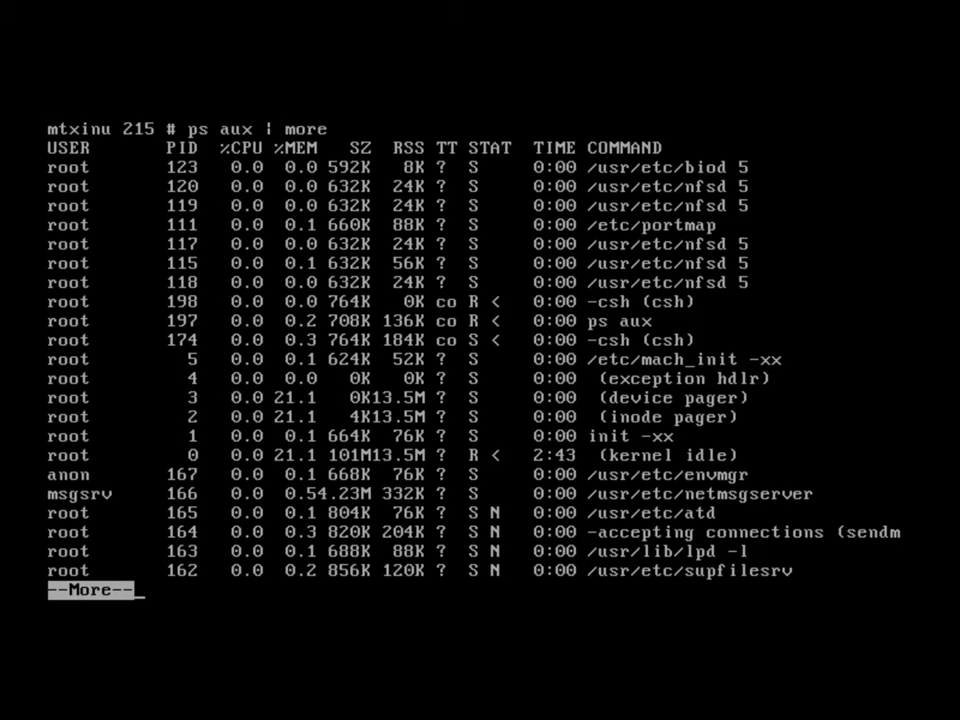 mtxinu 215 # ps aux | more
USER       PID  %CPU %MEM   SZ  RSS TT STAT  TIME COMMAND
root       123   0.0  0.0 592K   8K ?  S     0:00 /usr/etc/biod 5
root       120   0.0  0.0 632K  24K ?  S     0:00 /usr/etc/nfsd 5
root       119   0.0  0.0 632K  24K ?  S     0:00 /usr/etc/nfsd 5
root       111   0.0  0.1 660K  88K ?  S     0:00 /etc/portmap
root       117   0.0  0.0 632K  24K ?  S     0:00 /usr/etc/nfsd 5
root       115   0.0  0.1 632K  56K ?  S     0:00 /usr/etc/nfsd 5
root       118   0.0  0.0 632K  24K ?  S     0:00 /usr/etc/nfsd 5
root       198   0.0  0.0 764K   0K co R <   0:00 -csh (csh)
root       197   0.0  0.2 708K 136K co R <   0:00 ps aux
root       174   0.0  0.3 764K 184K co S <   0:00 -csh (csh)
root         5   0.0  0.1 624K  52K ?  S     0:00 /etc/mach_init -xx
root         4   0.0  0.0   0K   0K ?  S     0:00  (exception hdlr)
root         3   0.0 21.1   0K13.5M ?  S     0:00  (device pager)
root         2   0.0 21.1   4K13.5M ?  S     0:00  (inode pager)
root         1   0.0  0.1 664K  76K ?  S     0:00 init -xx
root         0   0.0 21.1 101M13.5M ?  R <   2:43  (kernel idle)
anon       167   0.0  0.1 668K  76K ?  S     0:00 /usr/etc/envmgr
msgsrv     166   0.0  0.54.23M 332K ?  S     0:00 /usr/etc/netmsgserver
root       165   0.0  0.1 804K  76K ?  S N   0:00 /usr/etc/atd
root       164   0.0  0.3 820K 204K ?  S N   0:00 -accepting connections (sendm
root       163   0.0  0.1 688K  88K ?  S N   0:00 /usr/lib/lpd -l
root       162   0.0  0.2 856K 120K ?  S N   0:00 /usr/etc/supfilesrv
--More--_